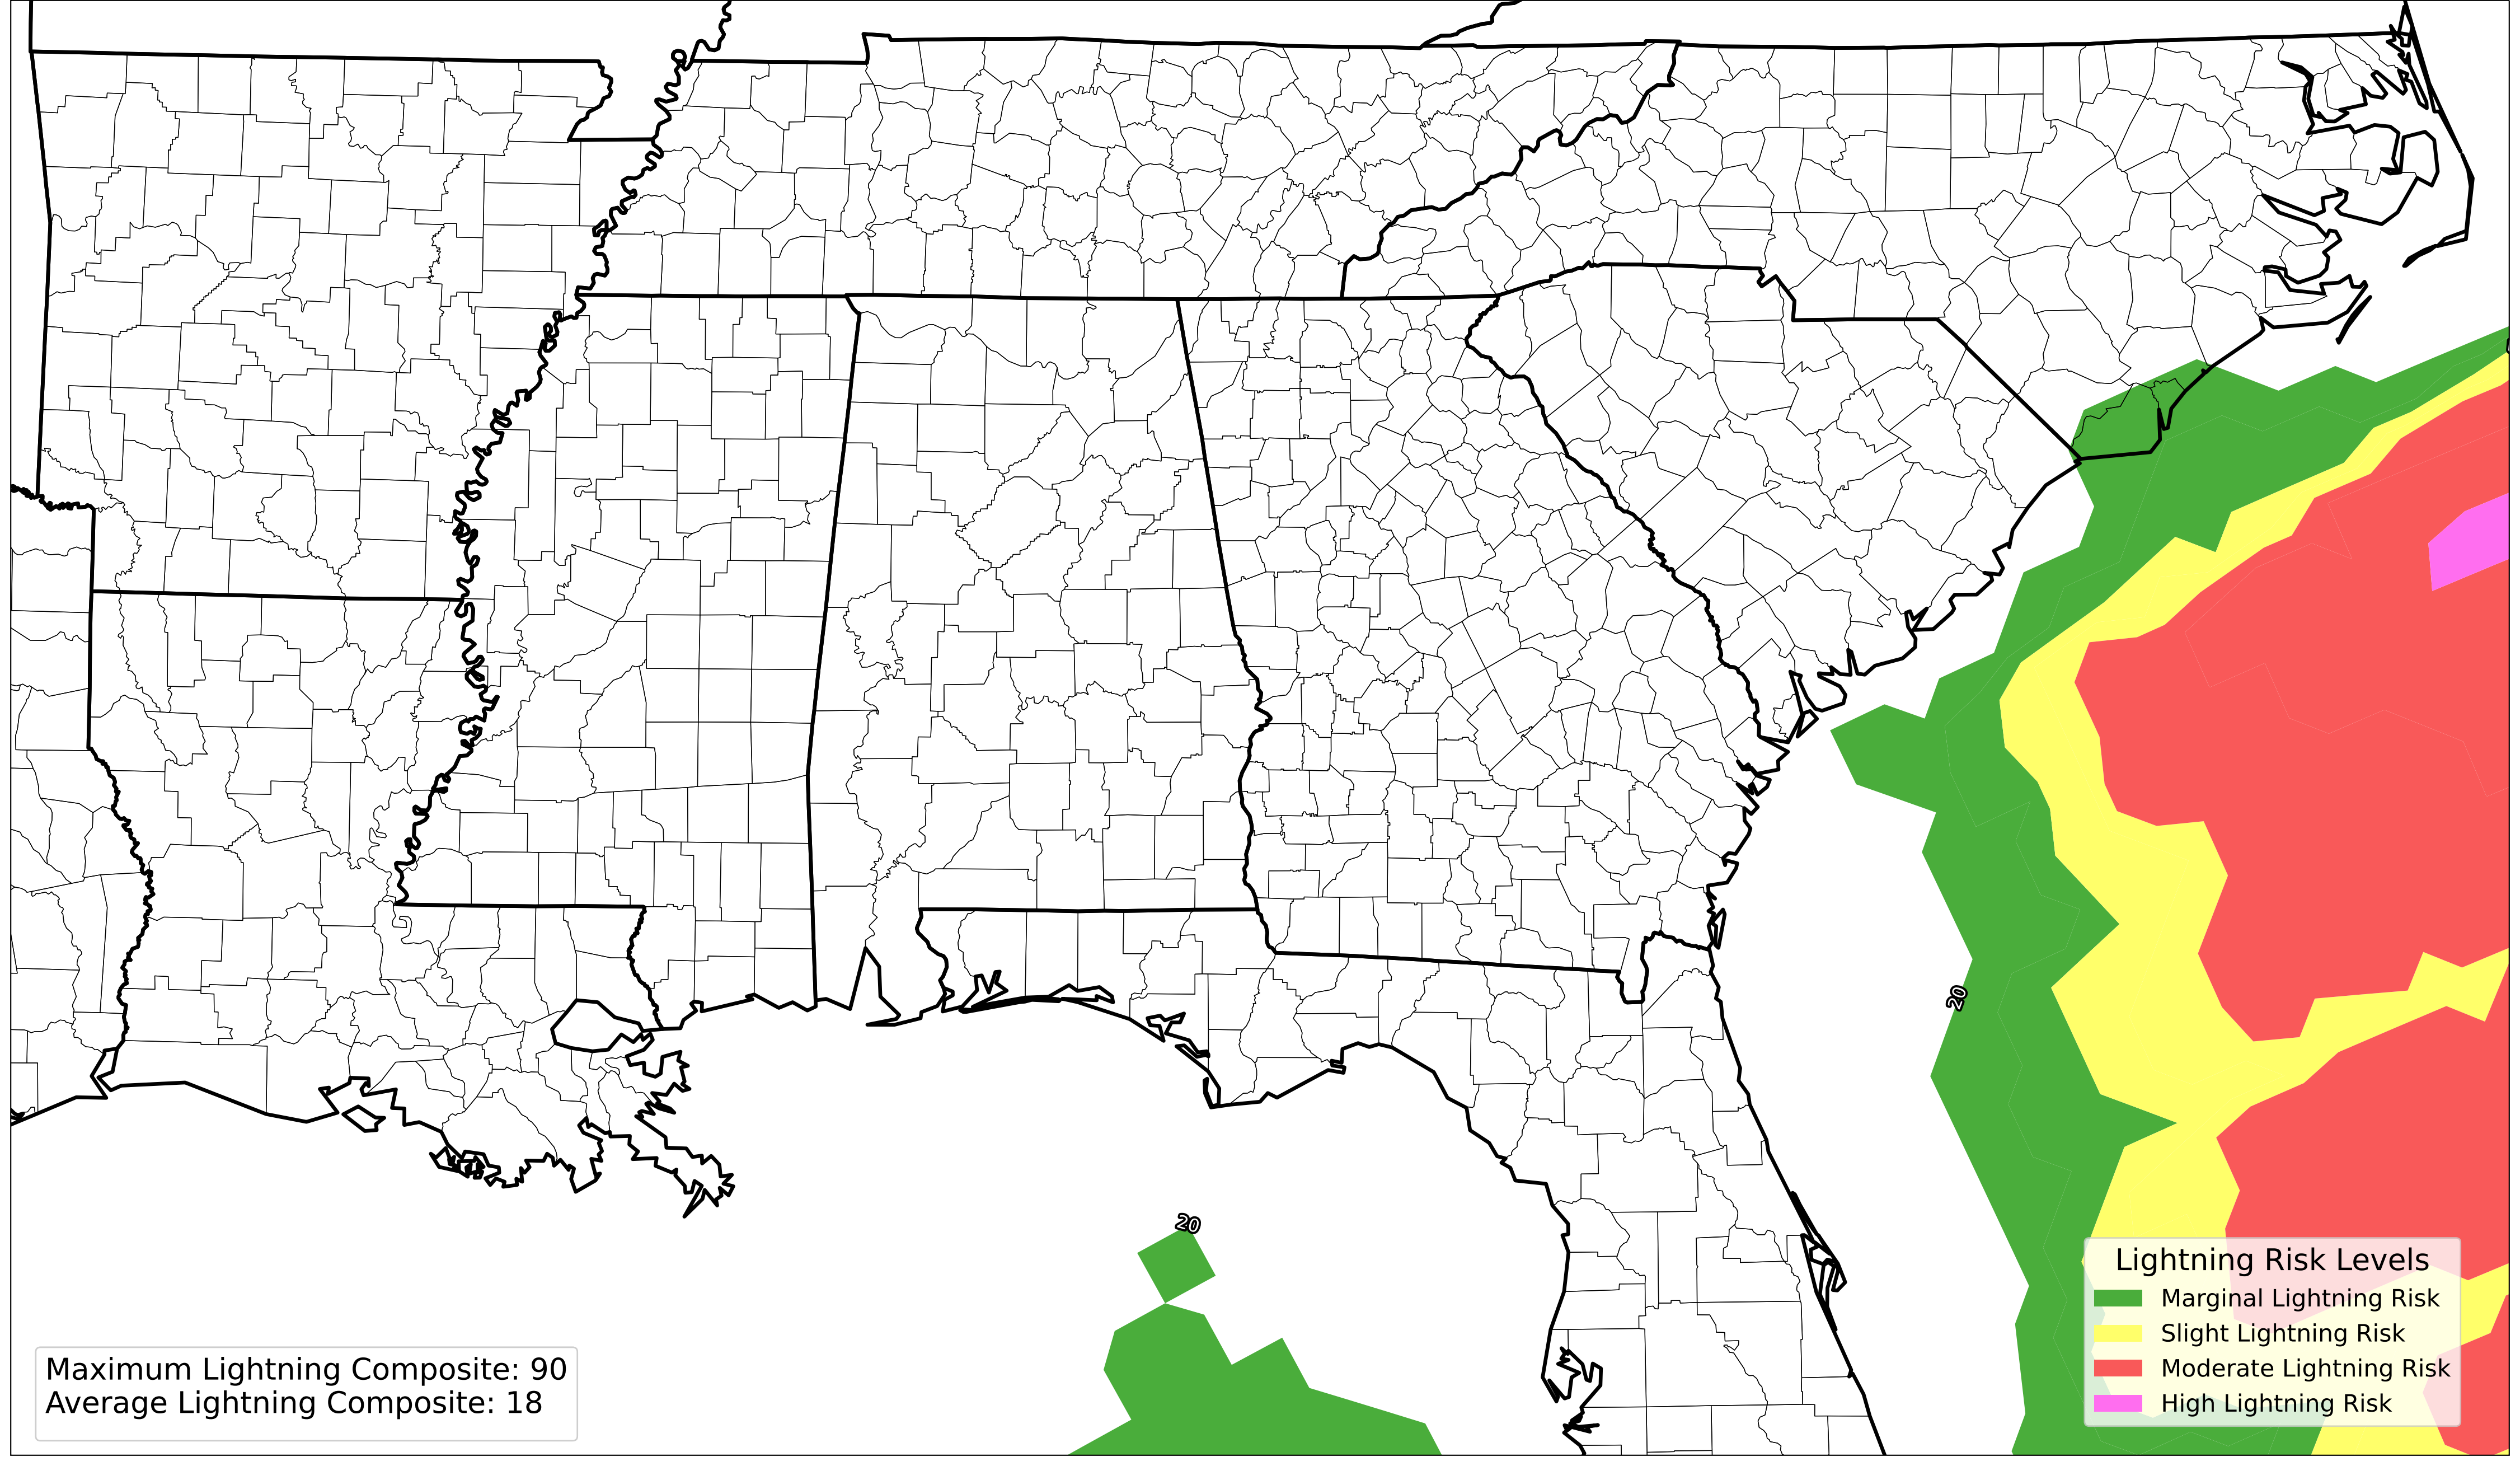 20
20
Maximum Lightning Composite: 90
Average Lightning Composite: 18
Lightning Risk Levels
Marginal Lightning Risk
Slight Lightning Risk
Moderate Lightning Risk
High Lightning Risk